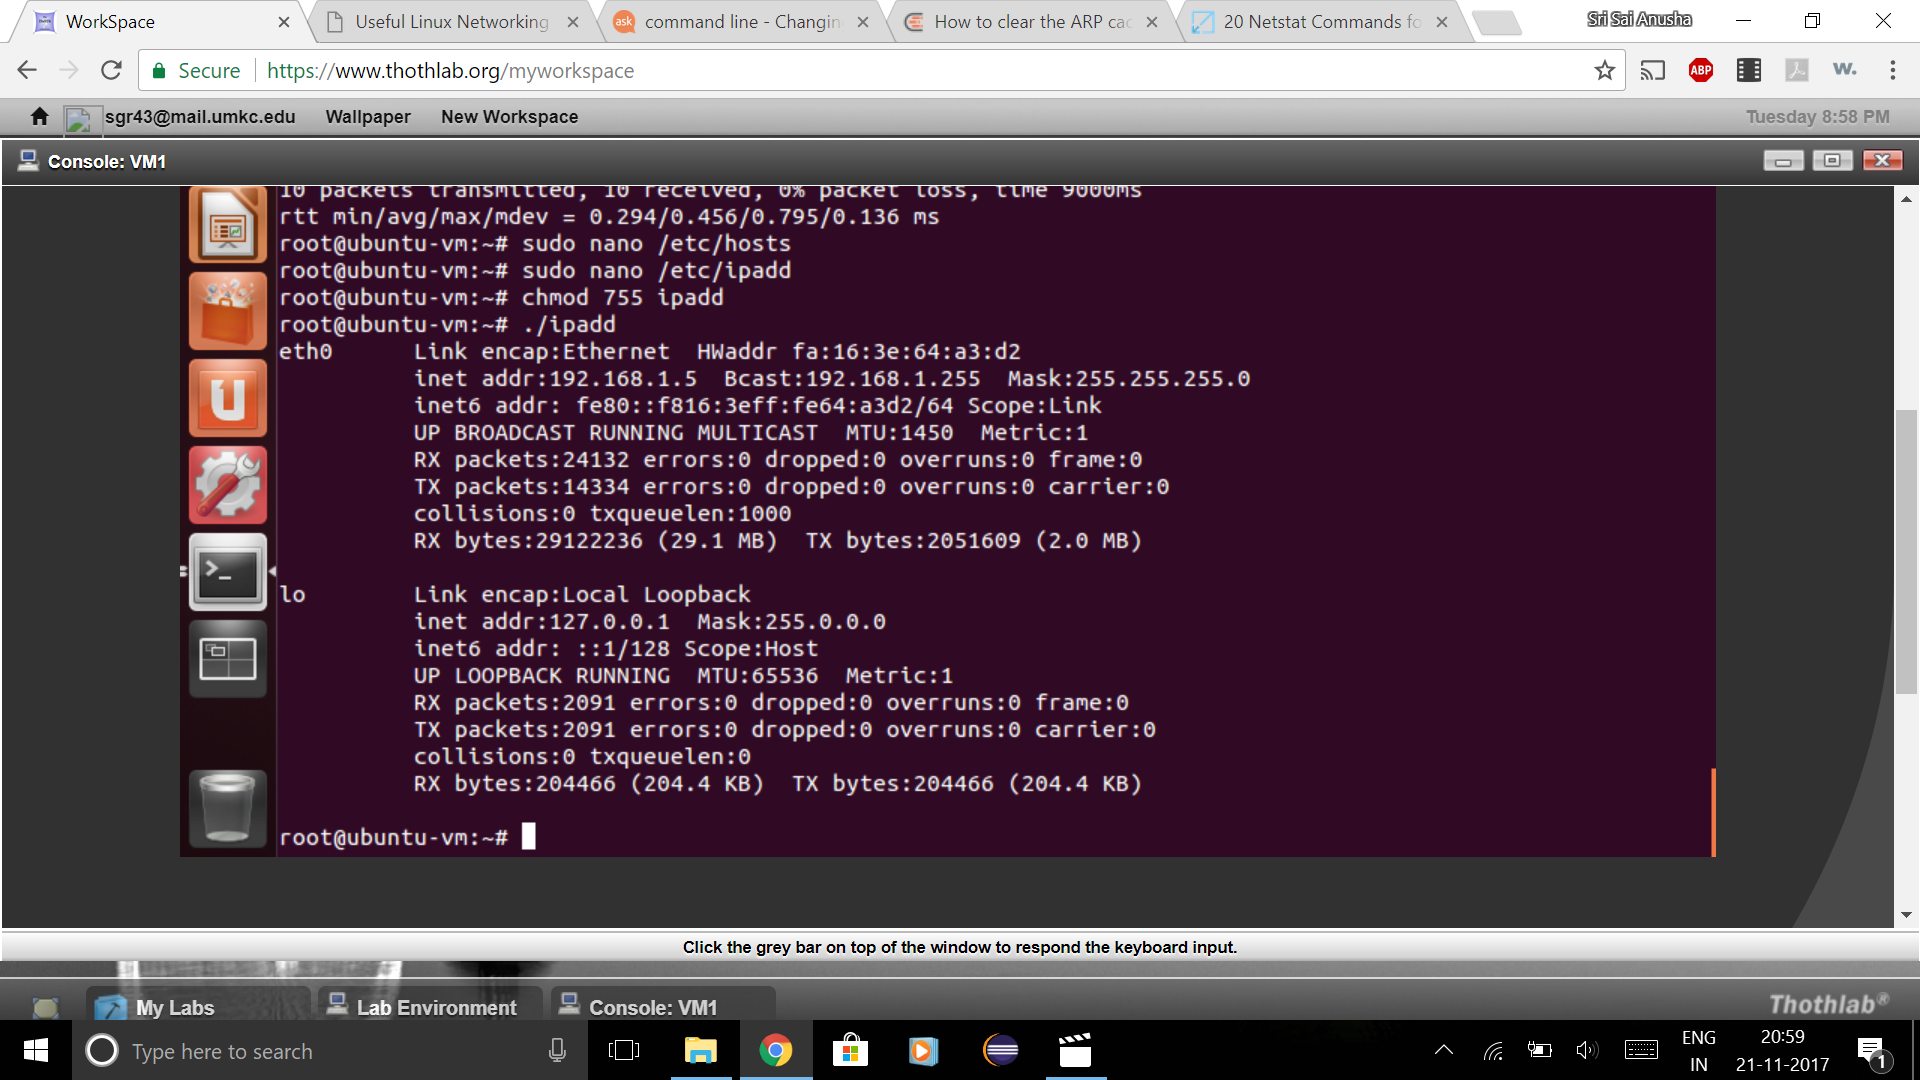 WorkSpace
Useful Linux Networking
ask
command line - Changin
How to clear the ARP cac
20 Netstat Commands fo
Sri Sai Anusha
Secure
https://www.thothlab.org/myworkspace
ABP
w.
sgr43@mail.umkc.edu
Wallpaper
New Workspace
Tuesday 8:58 PM
Console: VM1
10 packets transmitted, 10 received, 0% packet loss, time 9000ms
rtt min/avg/max/mdev = 0.294/0.456/0.795/0.136 ms
root@ubuntu-vm:~# sudo nano /etc/hosts
root@ubuntu-vm:~# sudo nano /etc/ipadd
root@ubuntu-vm:~# chmod 755 ipadd
root@ubuntu-vm:~# ./ipadd
eth0      Link encap:Ethernet  HWaddr fa:16:3e:64:a3:d2
          inet addr:192.168.1.5  Bcast:192.168.1.255  Mask:255.255.255.0
          inet6 addr: fe80::f816:3eff:fe64:a3d2/64 Scope:Link
          UP BROADCAST RUNNING MULTICAST  MTU:1450  Metric:1
          RX packets:24132 errors:0 dropped:0 overruns:0 frame:0
          TX packets:14334 errors:0 dropped:0 overruns:0 carrier:0
          collisions:0 txqueuelen:1000
          RX bytes:29122236 (29.1 MB)  TX bytes:2051609 (2.0 MB)
lo        Link encap:Local Loopback
          inet addr:127.0.0.1  Mask:255.0.0.0
          inet6 addr: ::1/128 Scope:Host
          UP LOOPBACK RUNNING  MTU:65536  Metric:1
          RX packets:2091 errors:0 dropped:0 overruns:0 frame:0
          TX packets:2091 errors:0 dropped:0 overruns:0 carrier:0
          collisions:0 txqueuelen:0
          RX bytes:204466 (204.4 KB)  TX bytes:204466 (204.4 KB)
root@ubuntu-vm:~#
Click the grey bar on top of the window to respond the keyboard input.
My Labs
Lab Environment
Console: VM1
Thothlab®
Type here to search
ENG
IN
20:59
21-11-2017
1